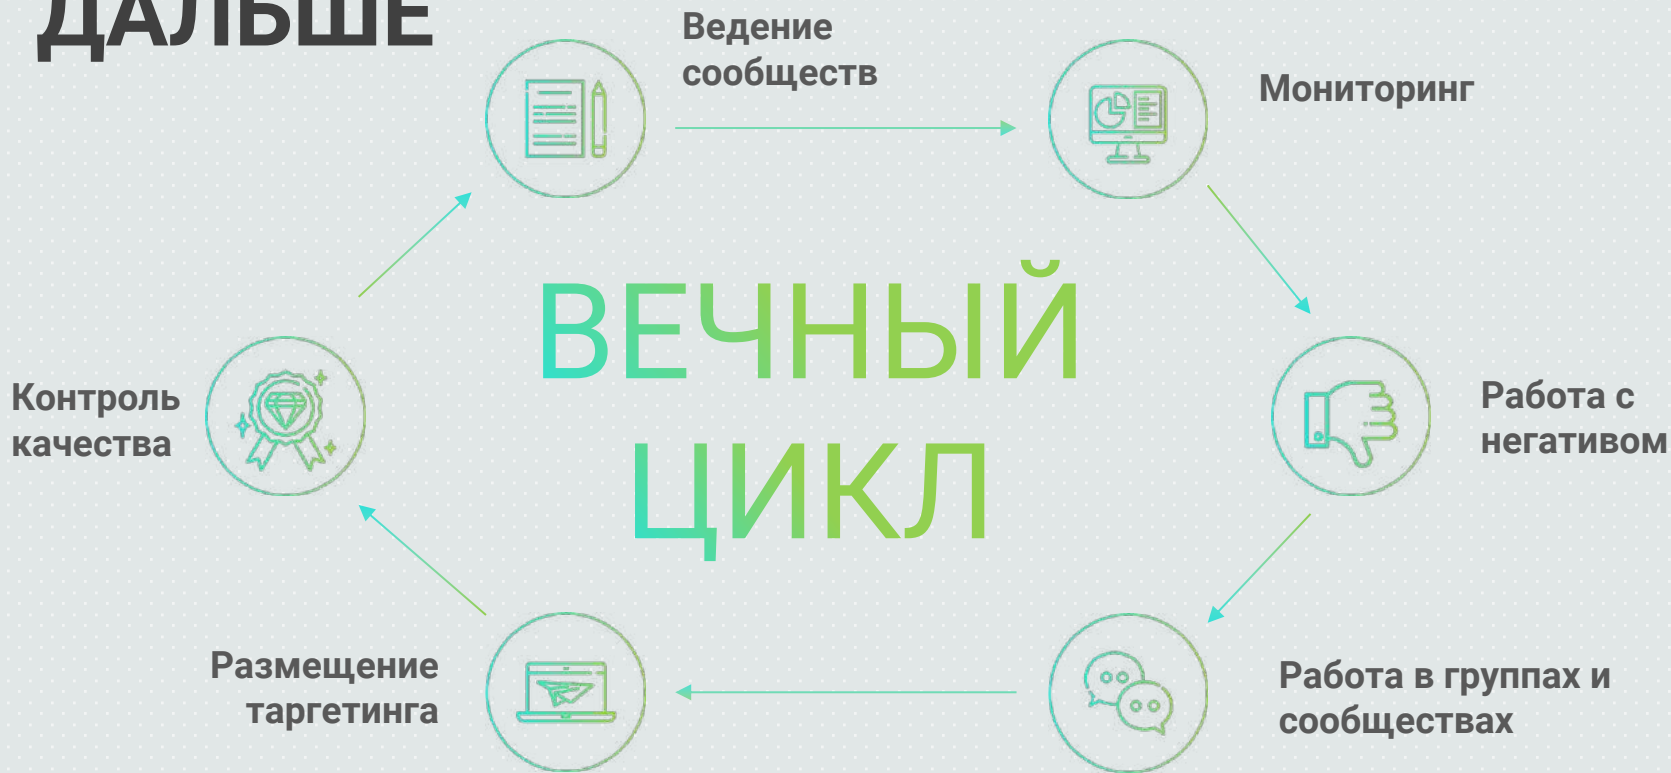 ДАЛЬШЕ
Ведение
сообществ
Мониторинг
ВЕЧНЫЙ
ЦИКЛ
Контроль
качества
Работа с
негативом
Размещение
таргетинга
Работа в группах и
сообществах